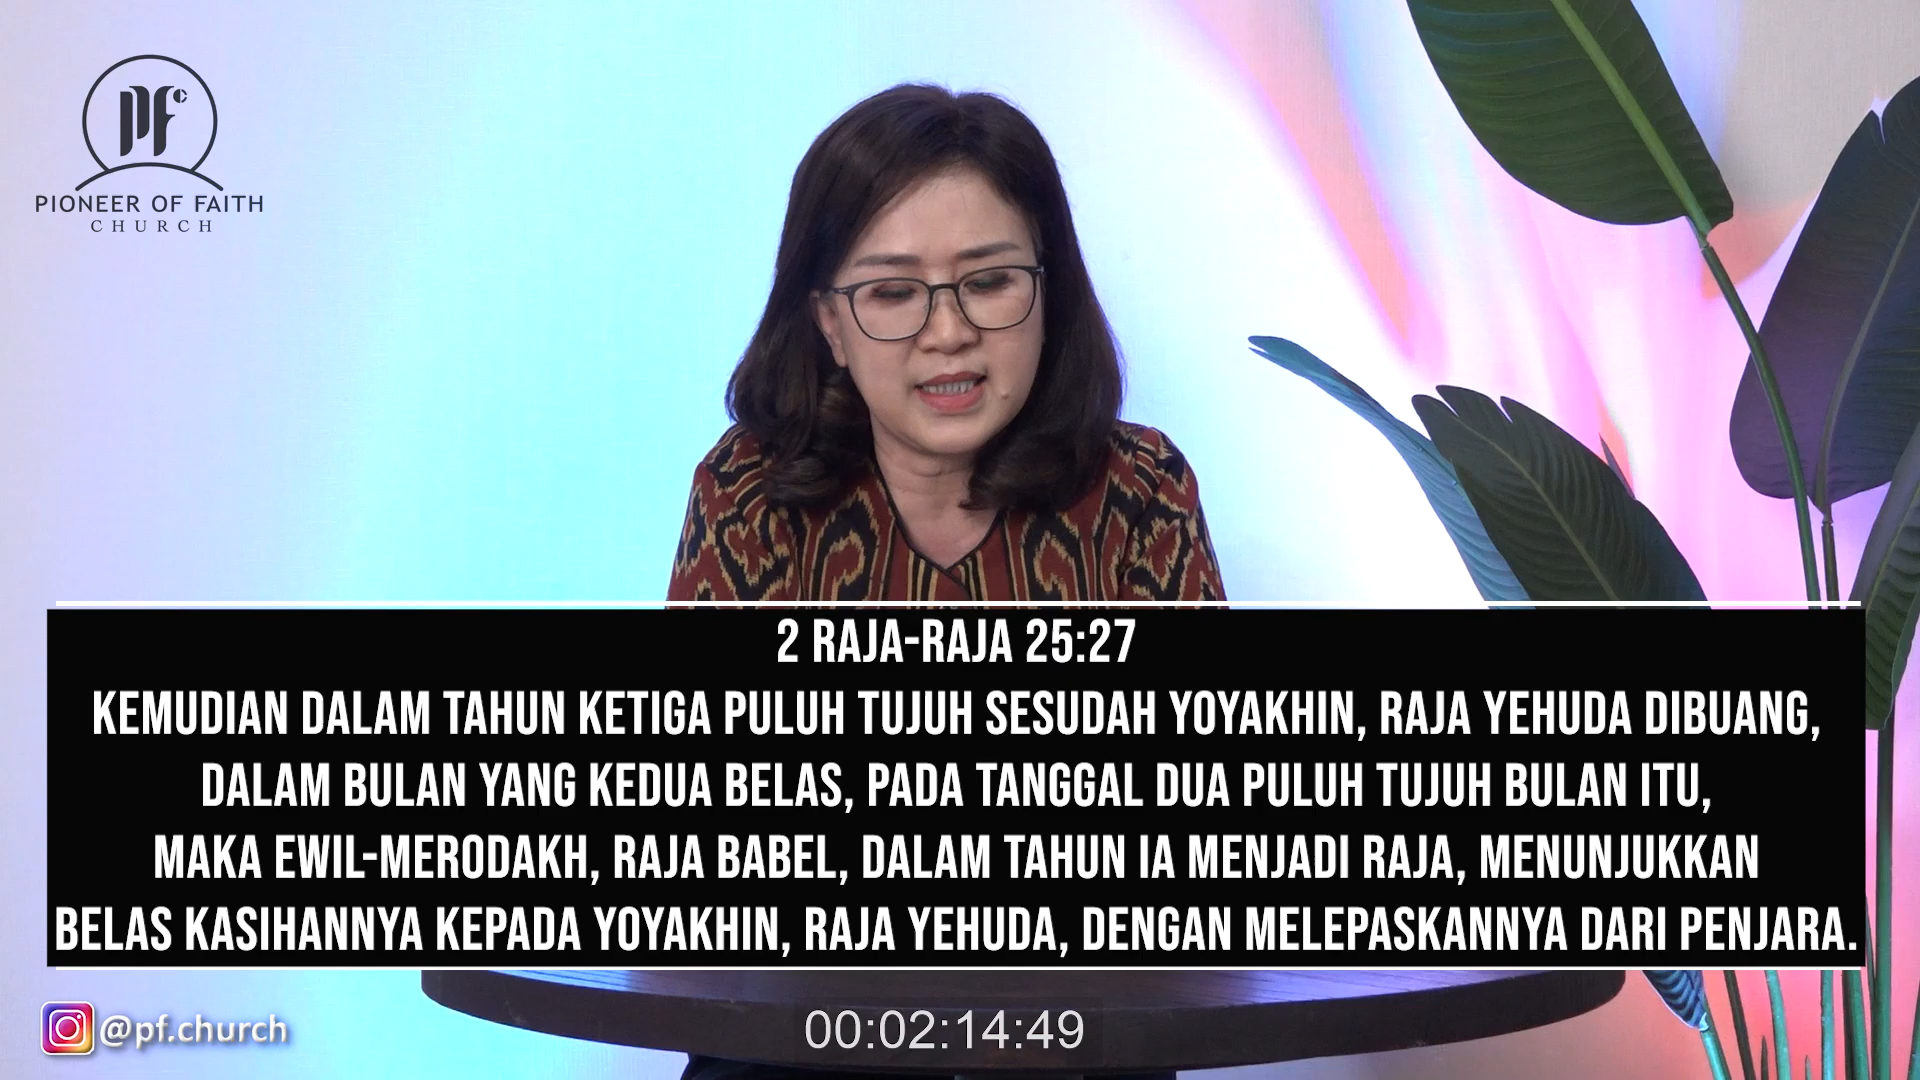 PFC
PIONEER OF FAITH
CHURCH
2 RAJA-RAJA 25:27
KEMUDIAN DALAM TAHUN KETIGA PULUH TUJUH SESUDAH YOYAKHIN, RAJA YEHUDA DIBUANG,
DALAM BULAN YANG KEDUA BELAS, PADA TANGGAL DUA PULUH TUJUH BULAN ITU,
MAKA EWIL-MERODAKH, RAJA BABEL, DALAM TAHUN IA MENJADI RAJA, MENUNJUKKAN
BELAS KASIHANNYA KEPADA YOYAKHIN, RAJA YEHUDA, DENGAN MELEPASKANNYA DARI PENJARA.
@pf.church
00:02:14:49